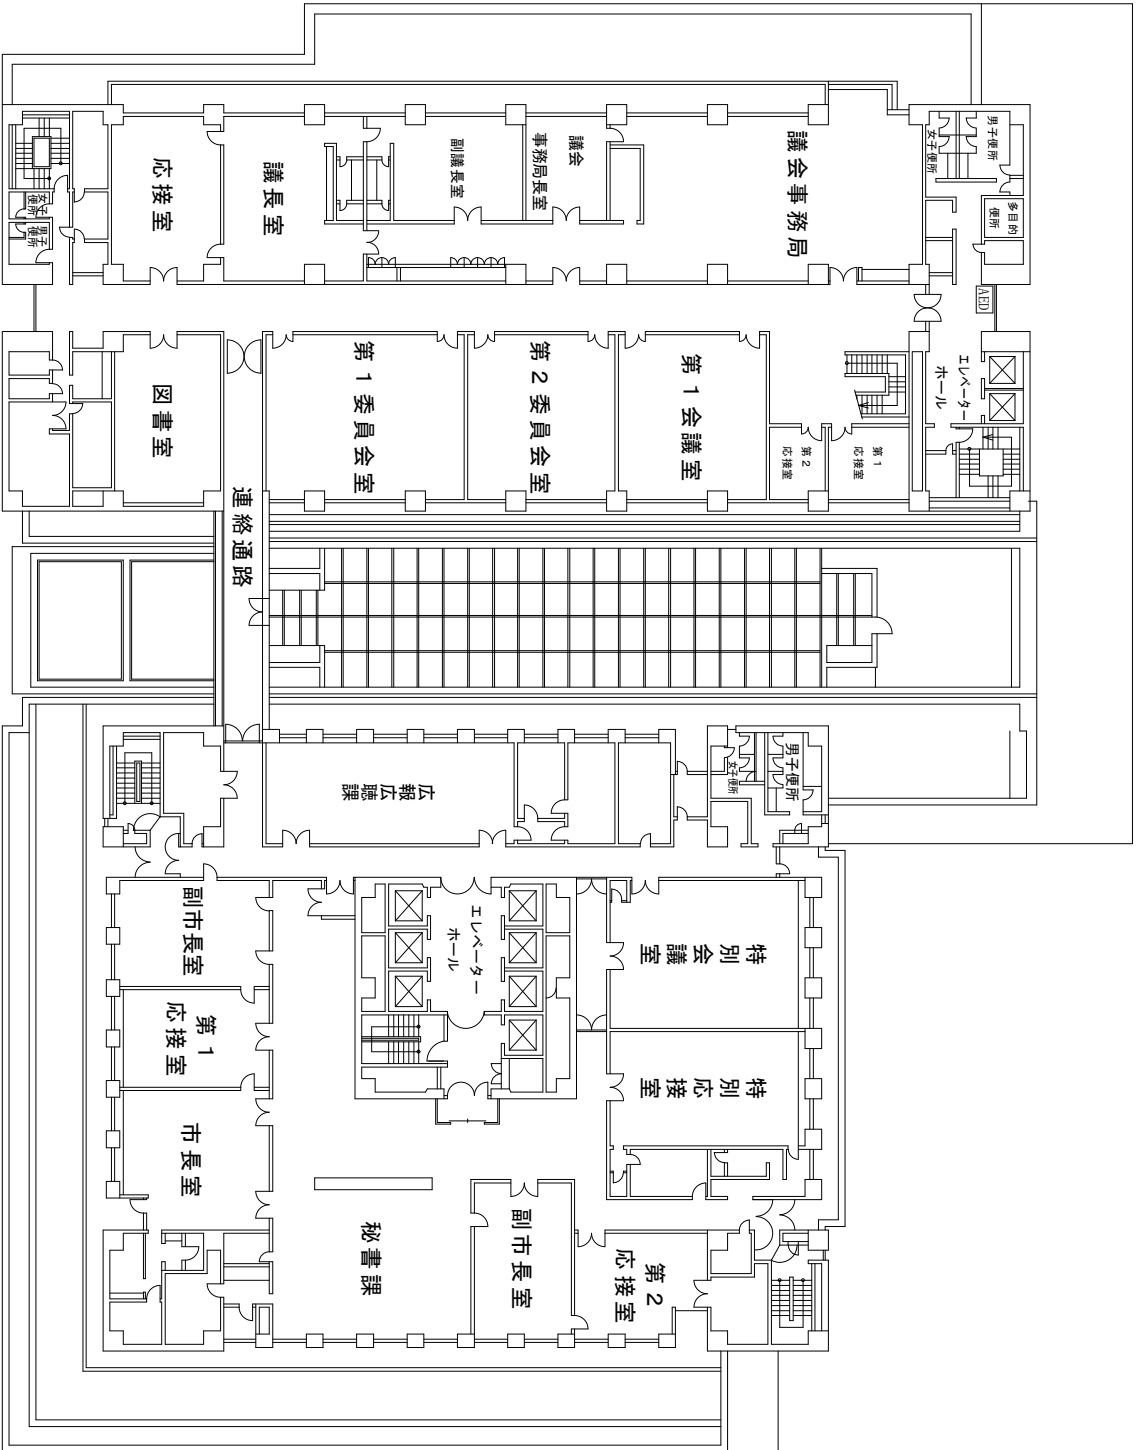 男子便所
女子便所
多目的
便所
AED
エレベーター
ホール
議会事務局
議会
事務局長室
副議長室
議長室
応接室
女子
便所
男子
便所
第1
応接室
第2
応接室
第1会議室
第2委員会室
第1委員会室
図書室
連絡通路
男子便所
女子便所
広報広聴課
特別会議室
特別応接室
エレベーター
ホール
副市長室
第1
応接室
市長室
秘書課
副市長室
第2
応接室